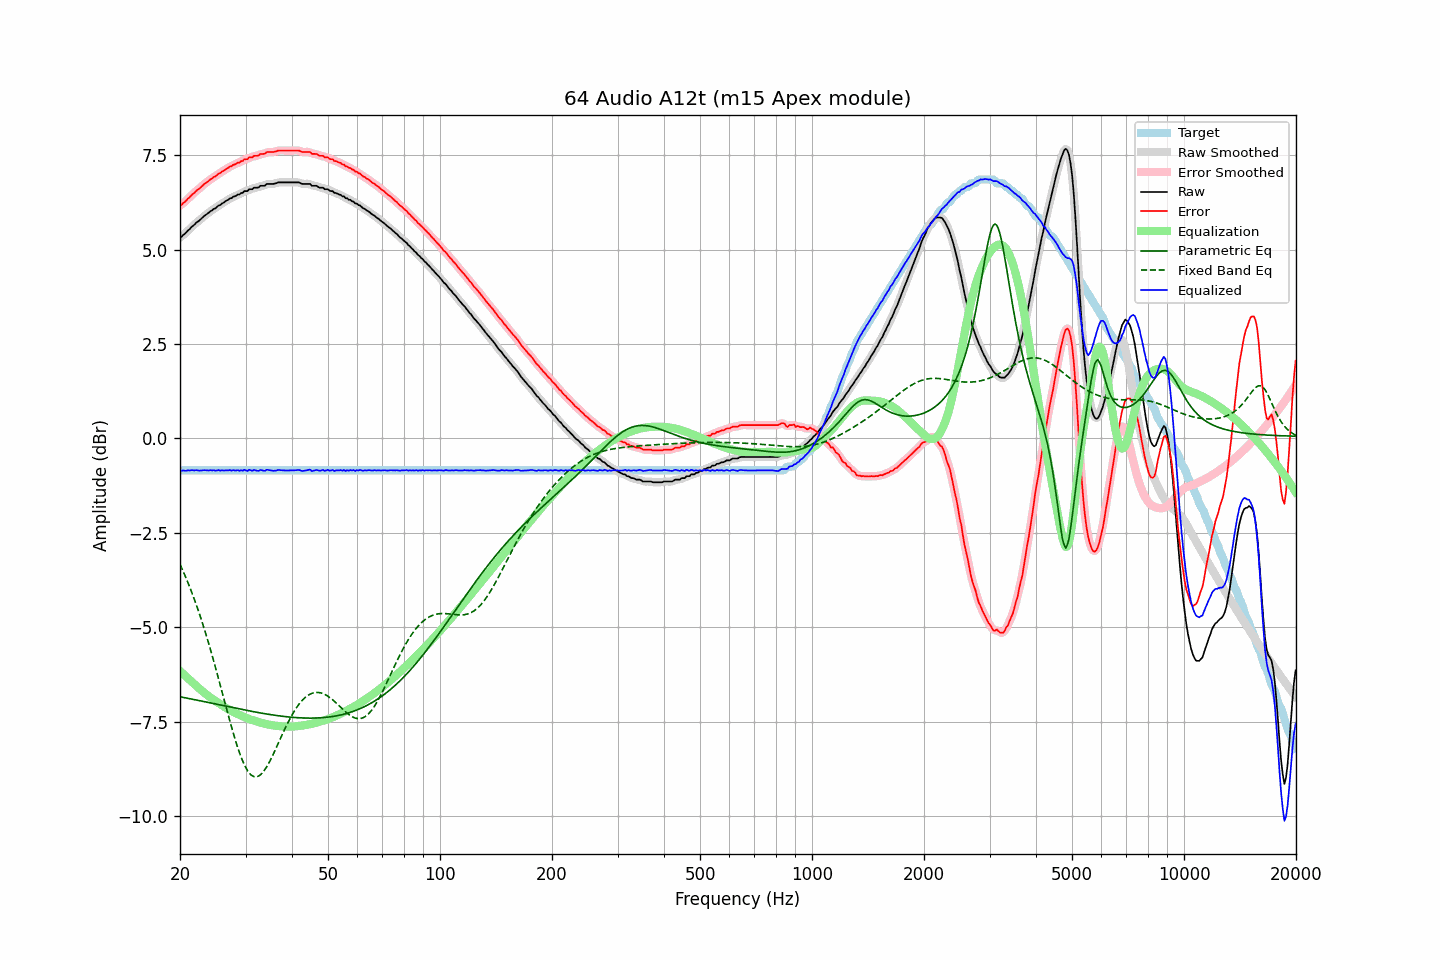 64 Audio A12t (m15 Apex module)
Target
Raw Smoothed
Error Smoothed
Raw
Error
Equalization
Parametric Eq
Fixed Band Eq
Equalized
7.5
5.0
2.5
0.0
−2.5
−5.0
−7.5
−10.0
Amplitude (dBr)
20 50 100 200 500 1000 2000 5000 10000 20000
Frequency (Hz)